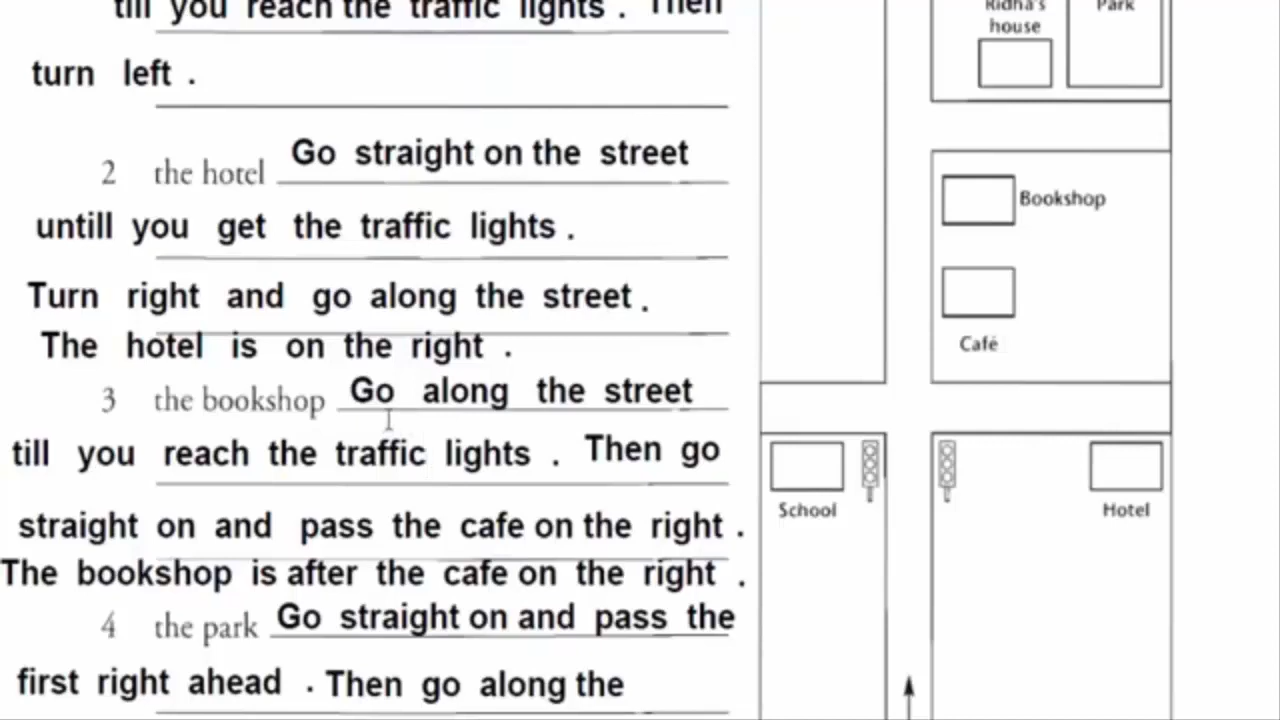 till you reach the traffic lights . Then
turn left .
2 the hotel Go straight on the street
untill you get the traffic lights .
Turn right and go along the street .
The hotel is on the right .
3 the bookshop Go along the street
till you reach the traffic lights . Then go
straight on and pass the cafe on the right .
The bookshop is after the cafe on the right .
4 the park Go straight on and pass the
first right ahead . Then go along the
Ridha's
house
Park
Bookshop
Café
School
Hotel